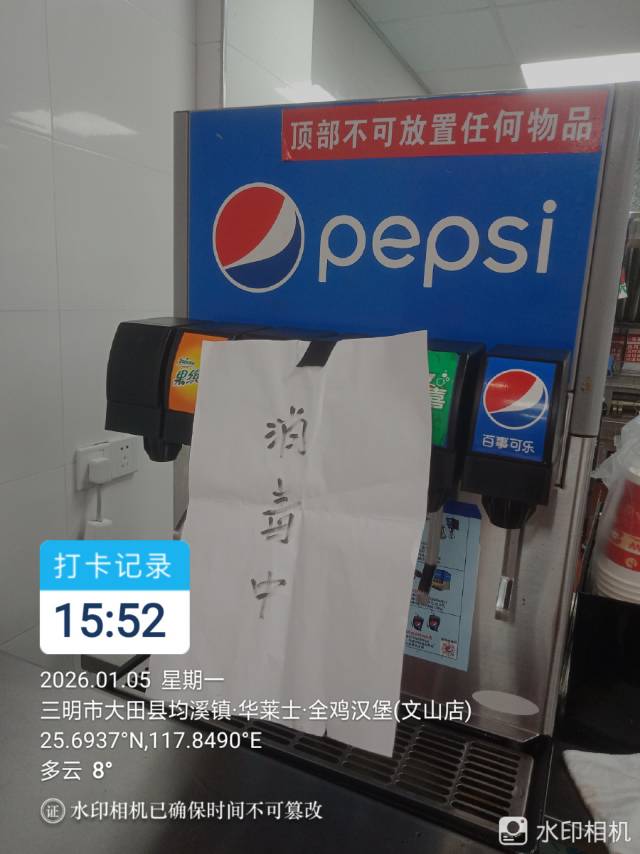 顶部不可放置任何物品
pepsi
果缤
消毒中
百事可乐
打卡记录
15:52
2026.01.05 星期一
三明市大田县均溪镇·华莱士·全鸡汉堡(文山店)
25.6937°N,117.8490°E
多云 8°
证 水印相机已确保时间不可篡改
水印相机